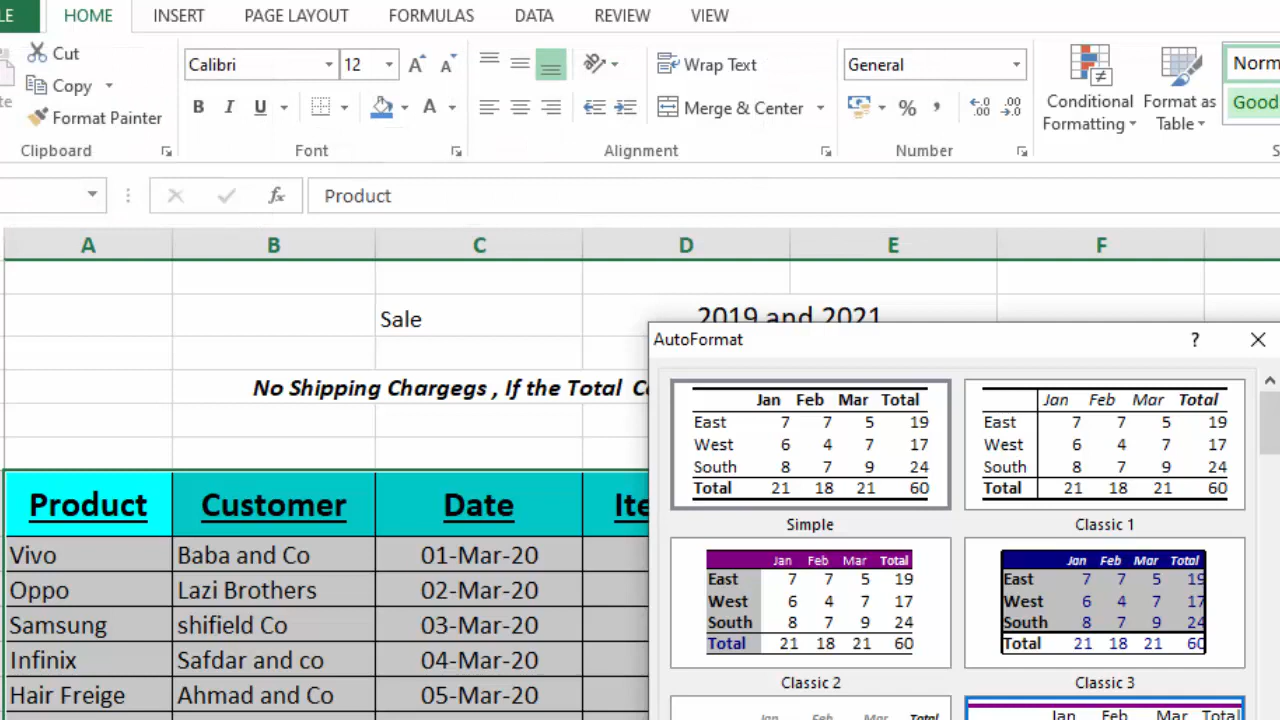 LE HOME INSERT PAGE LAYOUT FORMULAS DATA REVIEW VIEW
Cut
Copy
Format Painter
Clipboard
Calibri 12
B I U A
Font
Wrap Text
Merge & Center
Alignment
General
% ,
Number
Conditional
Formatting
Format as
Table
Norm
Good
fx Product
A B C D E F
Sale 2019 and 2021
No Shipping Chargegs , If the Total
Product Customer Date Ite
Vivo Baba and Co 01-Mar-20
Oppo Lazi Brothers 02-Mar-20
Samsung shifield Co 03-Mar-20
Infinix Safdar and co 04-Mar-20
Hair Freige Ahmad and Co 05-Mar-20
AutoFormat ?
Jan Feb Mar Total
East 7 7 5 19
West 6 4 7 17
South 8 7 9 24
Total 21 18 21 60
Simple
Jan Feb Mar Total
East 7 7 5 19
West 6 4 7 17
South 8 7 9 24
Total 21 18 21 60
Classic 1
Jan Feb Mar Total
East 7 7 5 19
West 6 4 7 17
South 8 7 9 24
Total 21 18 21 60
Classic 2
Jan Feb Mar Total
East 7 7 5 19
West 6 4 7 17
South 8 7 9 24
Total 21 18 21 60
Classic 3
Jan Feb Mar Total
Jan Feb Mar Total